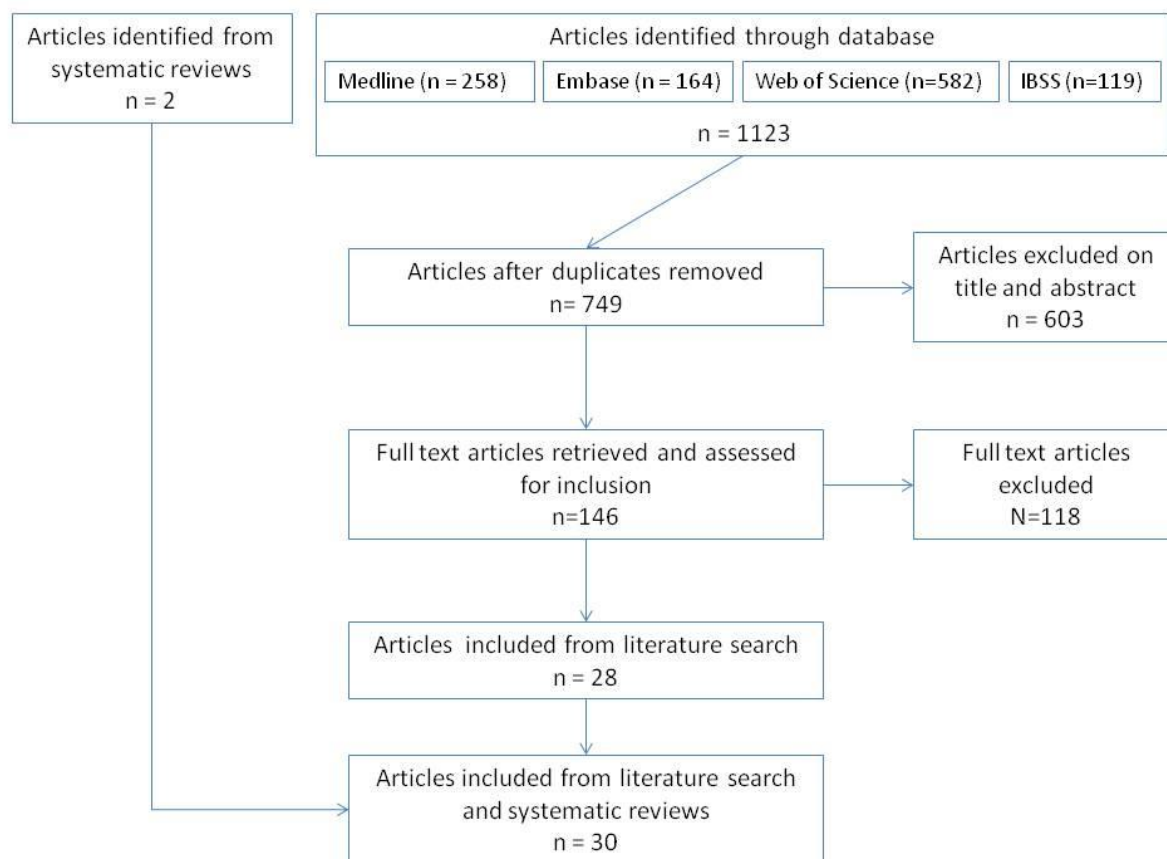 Articles identified from
systematic reviews
n = 2
Articles identified through database
Medline (n = 258)
Embase (n = 164)
Web of Science (n=582)
IBSS (n=119)
n = 1123
Articles after duplicates removed
n= 749
Articles excluded on
title and abstract
n = 603
Full text articles retrieved and assessed
for inclusion
n=146
Full text articles
excluded
N=118
Articles included from literature search
n = 28
Articles included from literature search
and systematic reviews
n = 30